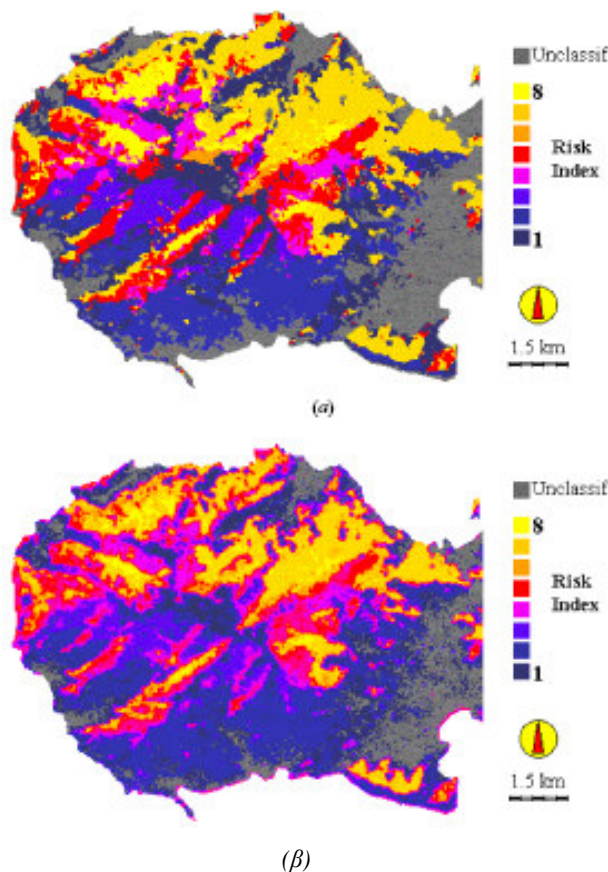 Unclassif
8
Risk
Index
1
1.5 km
(a)
Unclassif
8
Risk
Index
1
1.5 km
(β)